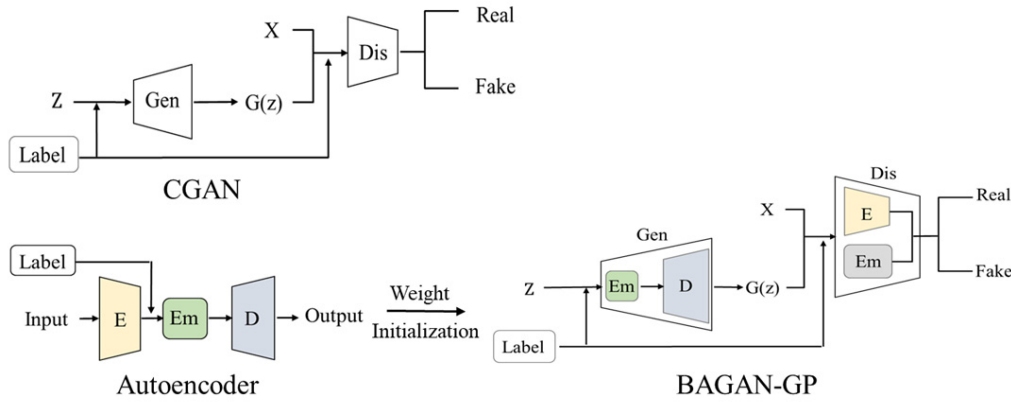 X
Real
Dis
Fake
Z
Gen
G(z)
Label
CGAN
Label
Input
E
Em
D
Output
Autoencoder
Weight
Initialization
Dis
Real
X
E
Gen
Em
Fake
Z
Em
D
G(z)
Label
BAGAN-GP